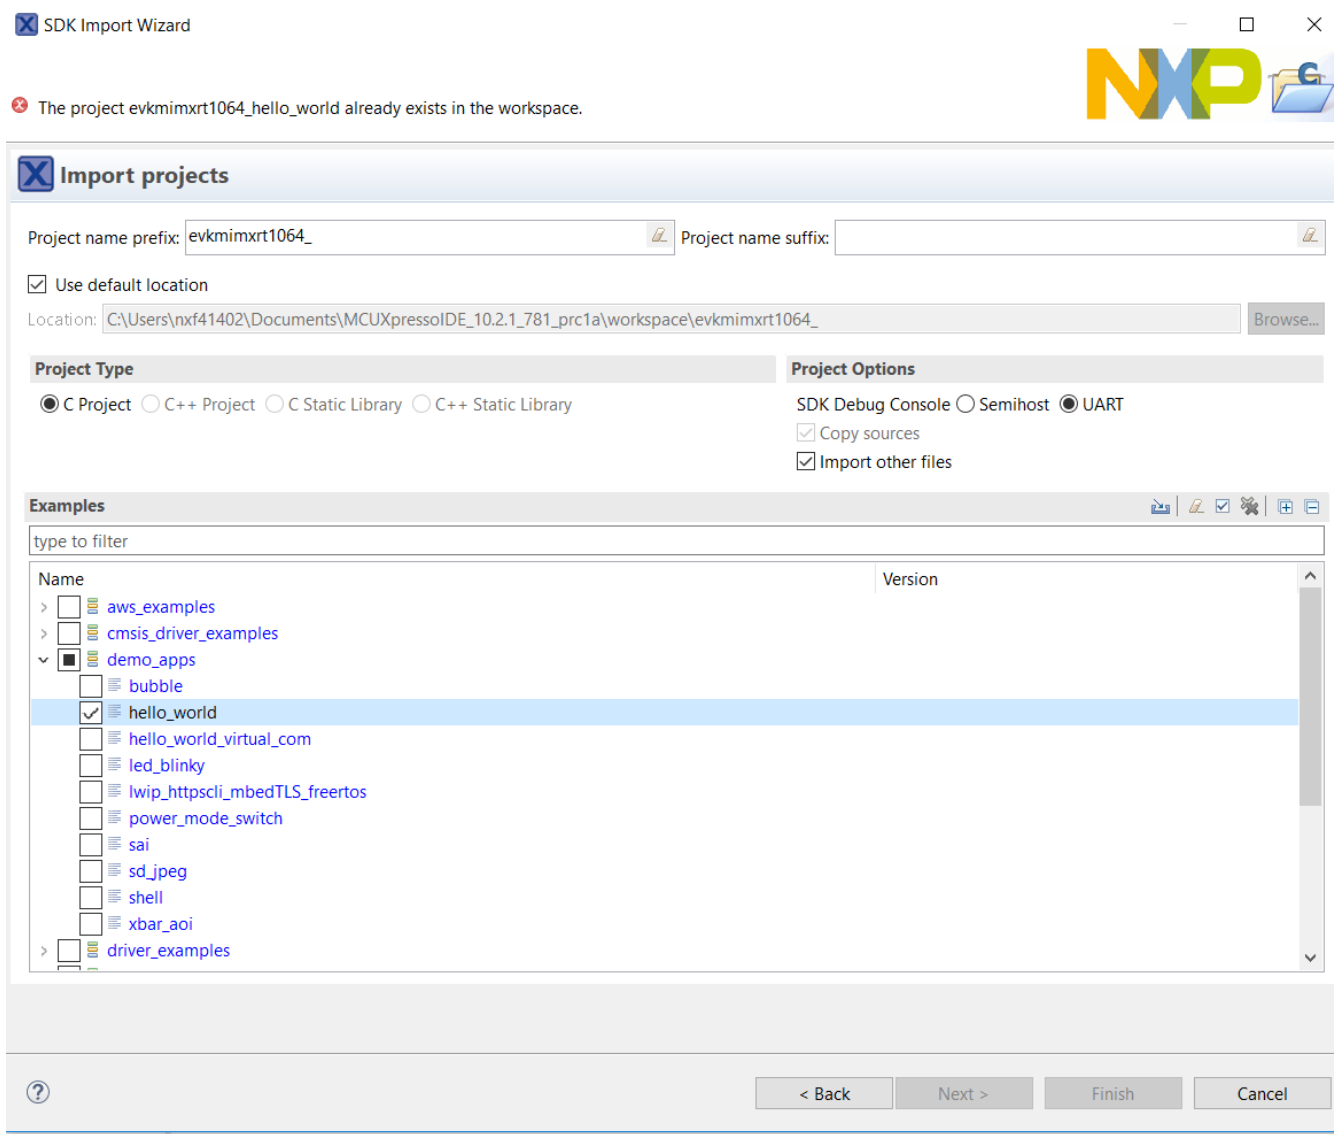 SDK Import Wizard
NXP
The project evkmimxrt1064_hello_world already exists in the workspace.
Import projects
Project name prefix: evkmimxrt1064_ Project name suffix:
Use default location
Location: C:\Users\nxf41402\Documents\MCUXpressoIDE_10.2.1_781_prc1a\workspace\evkmimxrt1064_ Browse...
Project Type Project Options
C Project C++ Project C Static Library C++ Static Library SDK Debug Console Semihost UART
Copy sources
Import other files
Examples
type to filter
Name Version
aws_examples
cmsis_driver_examples
demo_apps
bubble
hello_world
hello_world_virtual_com
led_blinky
lwip_httpscli_mbedTLS_freertos
power_mode_switch
sai
sd_jpeg
shell
xbar_aoi
driver_examples
< Back Next > Finish Cancel